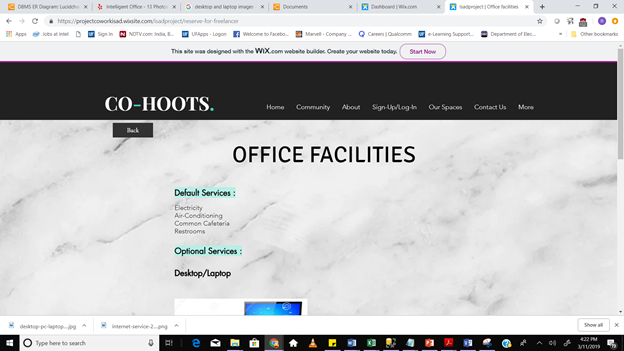 DBMS ER Diagram: Lucidcha
Intelligent Office - 13 Photo
desktop and laptop images
Documents
Dashboard | Wix.com
Isadproject | Office facilities
https://projectcoworkisad.wixsite.com/isadproject/reserve-for-freelancer
Apps
Jobs at Intel
Sign In
NDTV.com: India, B
UFApps - Logon
Welcome to Facebo...
Marvell - Company ...
Careers | Qualcomm
e-Learning Support...
Department of Elec...
Other bookmarks
This site was designed with the WiX.com website builder. Create your website today.
Start Now
CO-HOOTS.
Home
Community
About
Sign-Up/Log-In
Our Spaces
Contact Us
More
Back
OFFICE FACILITIES
Default Services :
Electricity
Air-Conditioning
Common Cafeteria
Restrooms
Optional Services :
Desktop/Laptop
desktop-pc-laptop....jpg
internet-service-2....png
Show all
Type here to search
4:22 PM
3/11/2019